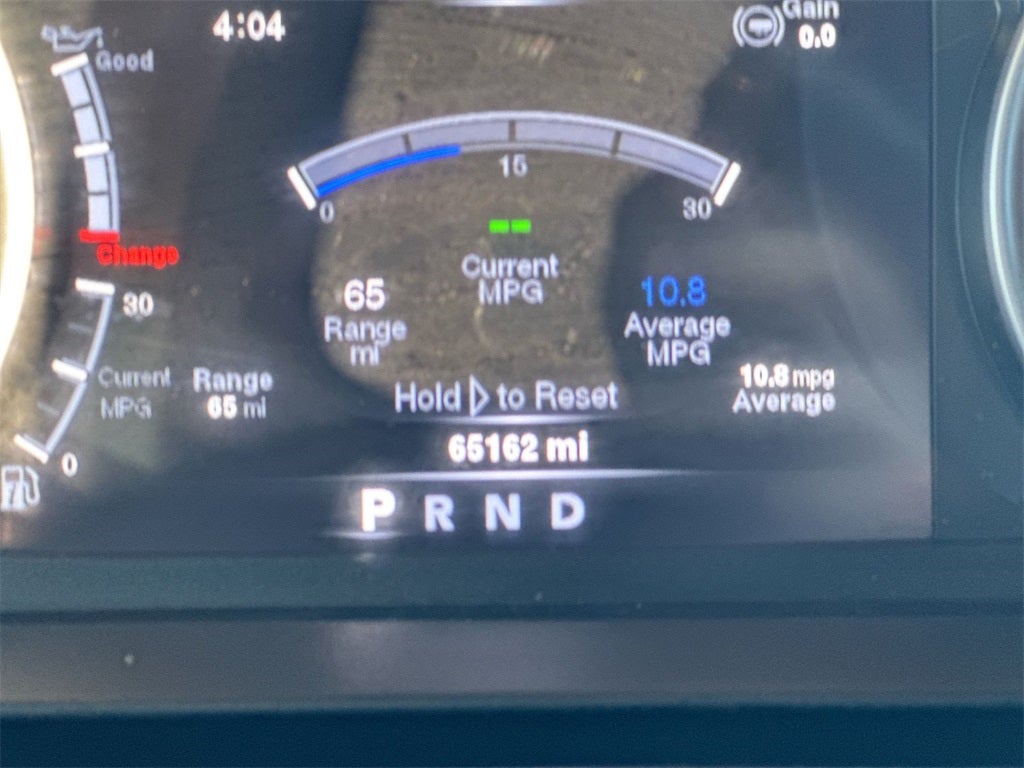 4:04
Gain
0.0
Good
15
0
30
Change
Current
MPG
65
Range
mi
10.8
Average
MPG
30
Current
MPG
0
Range
65 mi
10.8 mpg
Average
Hold ▷ to Reset
65162 mi
P R N D